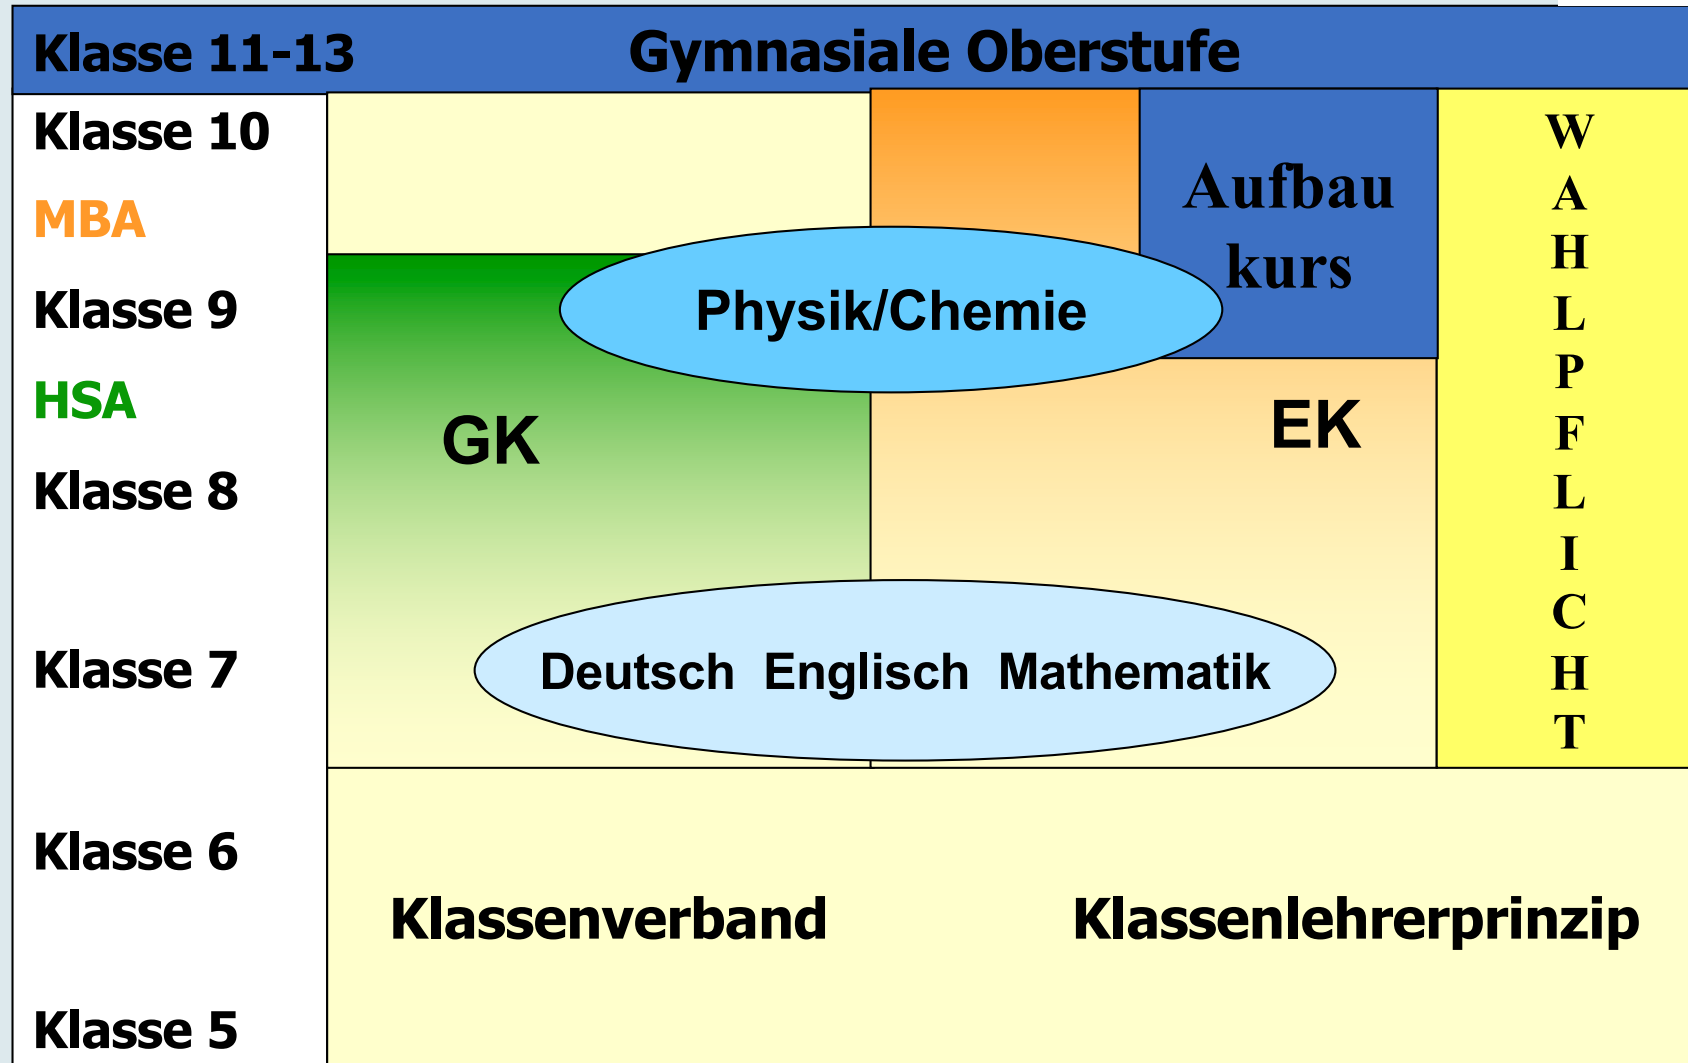 Klasse 11-13 Gymnasiale Oberstufe
Klasse 10
MBA
Klasse 9
HSA
Klasse 8
Klasse 7
Klasse 6
Klasse 5
Aufbau
kurs
Physik/Chemie
GK
EK
Deutsch Englisch Mathematik
Klassenverband Klassenlehrerprinzip
W
A
H
L
P
F
L
I
C
H
T